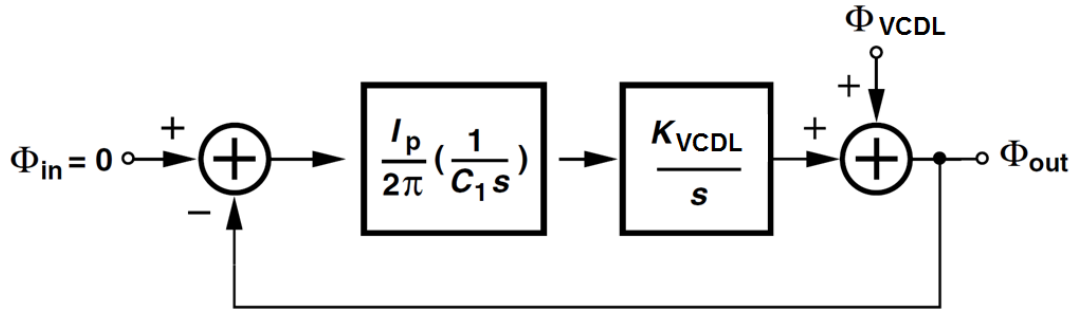 Φ_VCDL
+
+ I_p/2π (1/C_1 s) K_VCDL/s +
Φ_in = 0 + + Φ_out
−